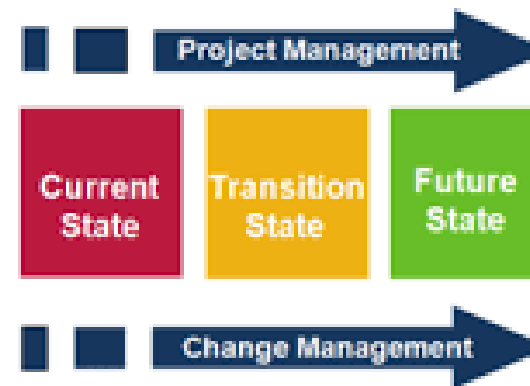 Project Management
Current
State
Transition
State
Future
State
Change Management